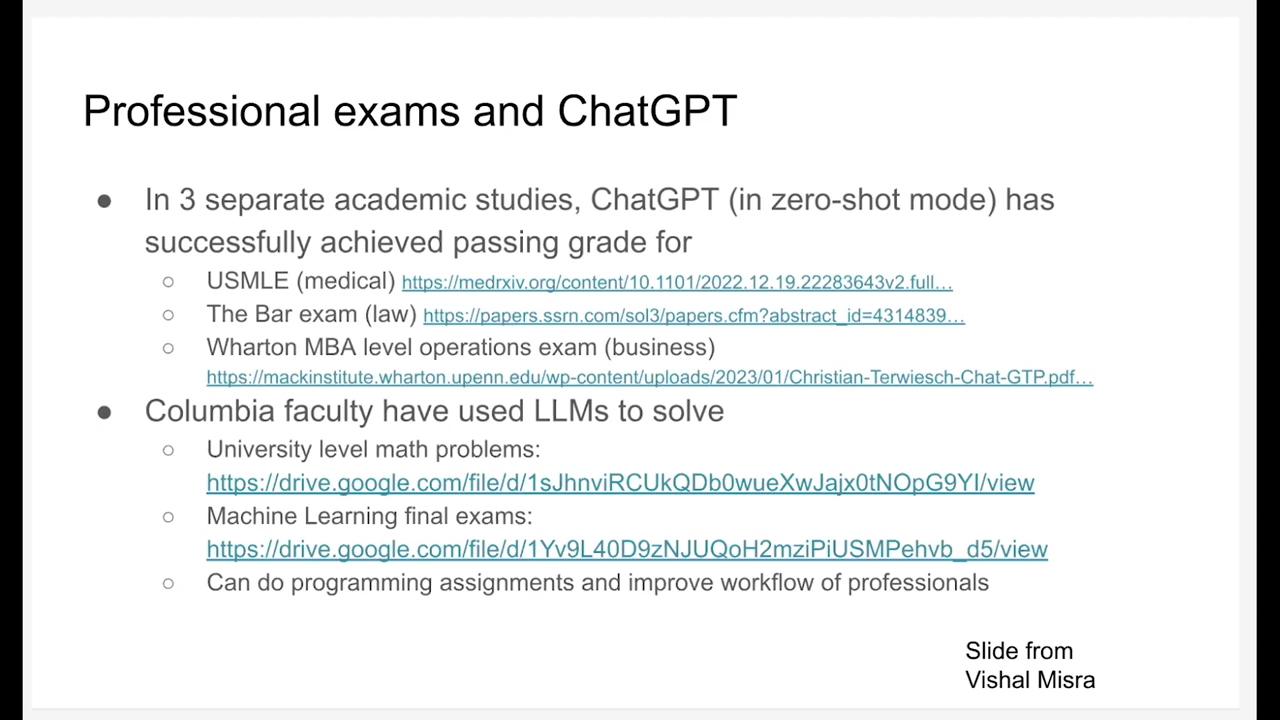 Professional exams and ChatGPT
● In 3 separate academic studies, ChatGPT (in zero-shot mode) has
successfully achieved passing grade for
○ USMLE (medical) https://medrxiv.org/content/10.1101/2022.12.19.22283643v2.full…
○ The Bar exam (law) https://papers.ssrn.com/sol3/papers.cfm?abstract_id=4314839…
○ Wharton MBA level operations exam (business)
https://mackinstitute.wharton.upenn.edu/wp-content/uploads/2023/01/Christian-Terwiesch-Chat-GTP.pdf…
● Columbia faculty have used LLMs to solve
○ University level math problems:
https://drive.google.com/file/d/1sJhnviRCUkQDb0wueXwJajx0tNOpG9YI/view
○ Machine Learning final exams:
https://drive.google.com/file/d/1Yv9L40D9zNJUQoH2mziPiUSMPehvb_d5/view
○ Can do programming assignments and improve workflow of professionals
Slide from
Vishal Misra